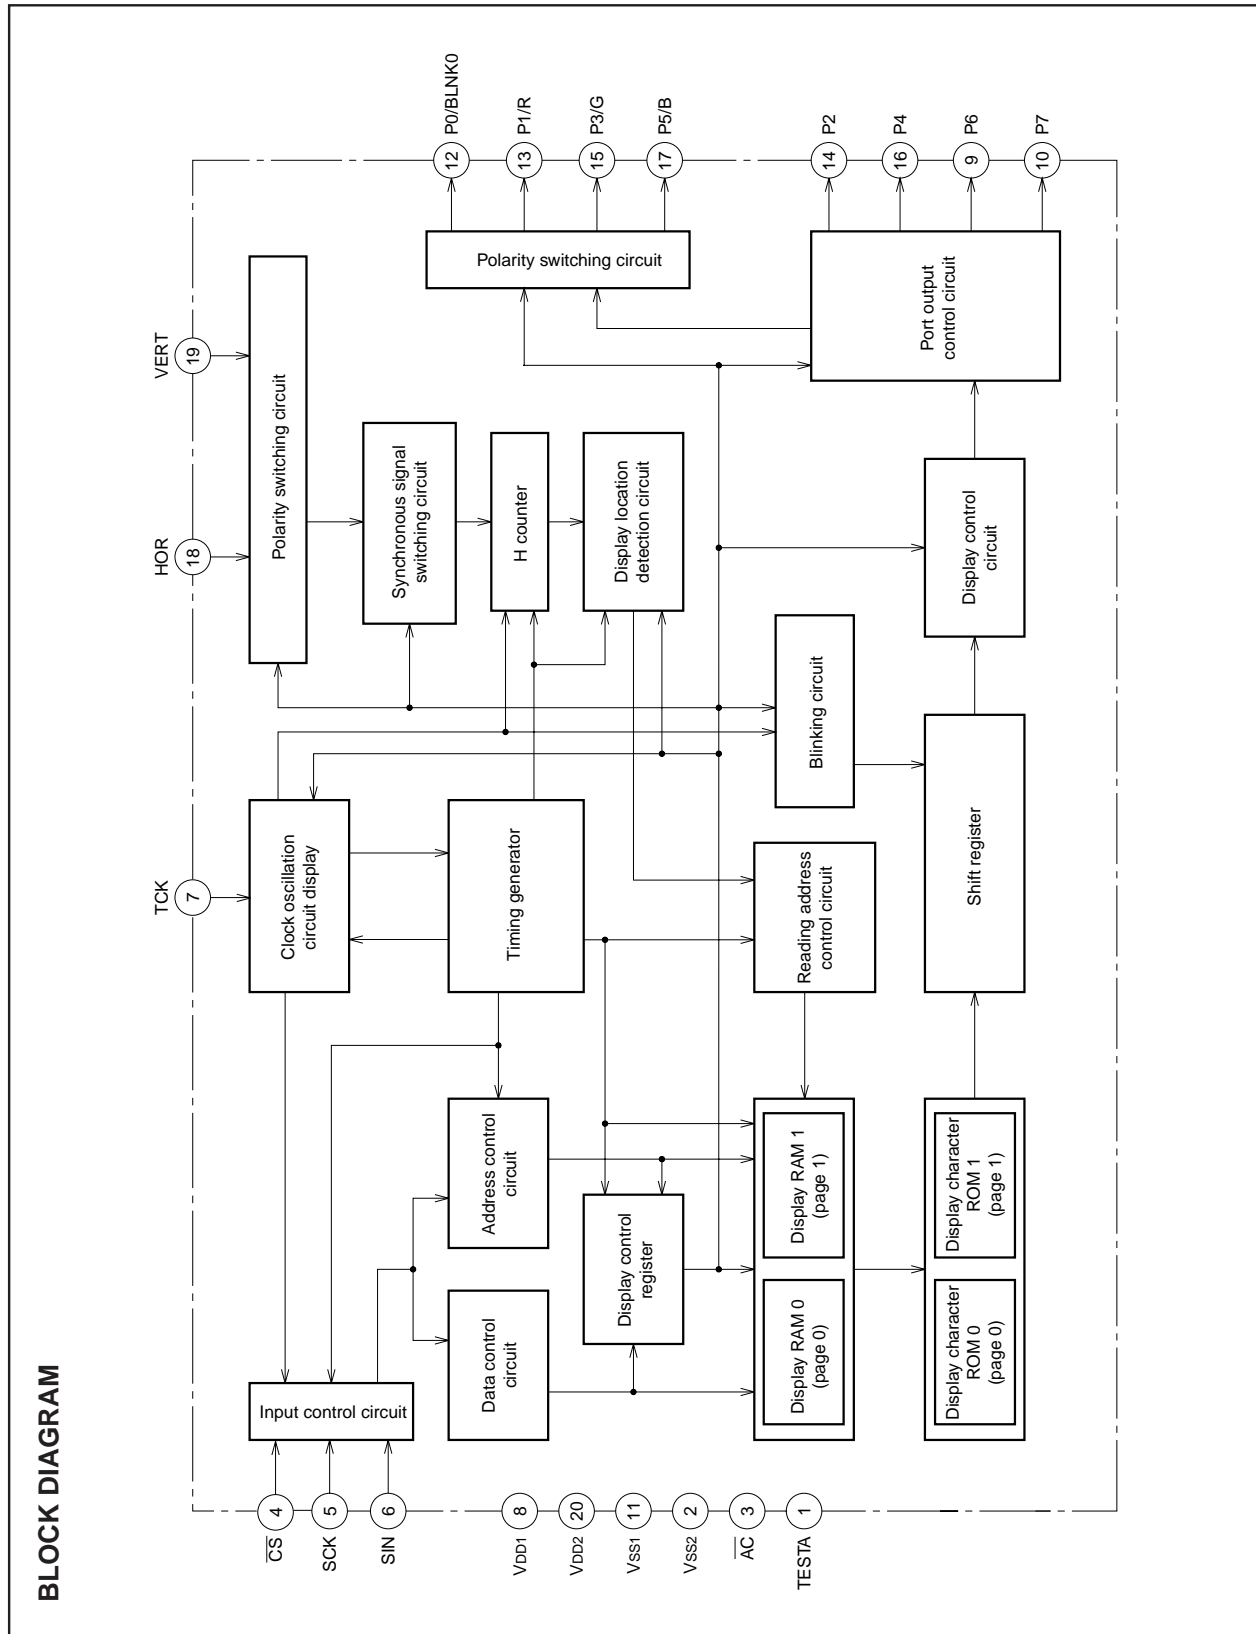 BLOCK DIAGRAM
TCK
7
HOR
18
VERT
19
CS
4
SCK
5
SIN
6
VDD1
8
VDD2
20
VSS1
11
VSS2
2
AC
3
TESTA
1
Input control circuit
Clock oscillation
circuit display
Polarity switching circuit
Data control
circuit
Address control
circuit
Timing generator
Synchronous signal
switching circuit
H counter
Display control
register
Display location
detection circuit
Display RAM 0
(page 0)
Display RAM 1
(page 1)
Reading address
control circuit
Blinking circuit
Display character
ROM 0
(page 0)
Display character
ROM 1
(page 1)
Shift register
Display control
circuit
Polarity switching circuit
Port output
control circuit
12
P0/BLNK0
13
P1/R
15
P3/G
17
P5/B
14
P2
16
P4
9
P6
10
P7